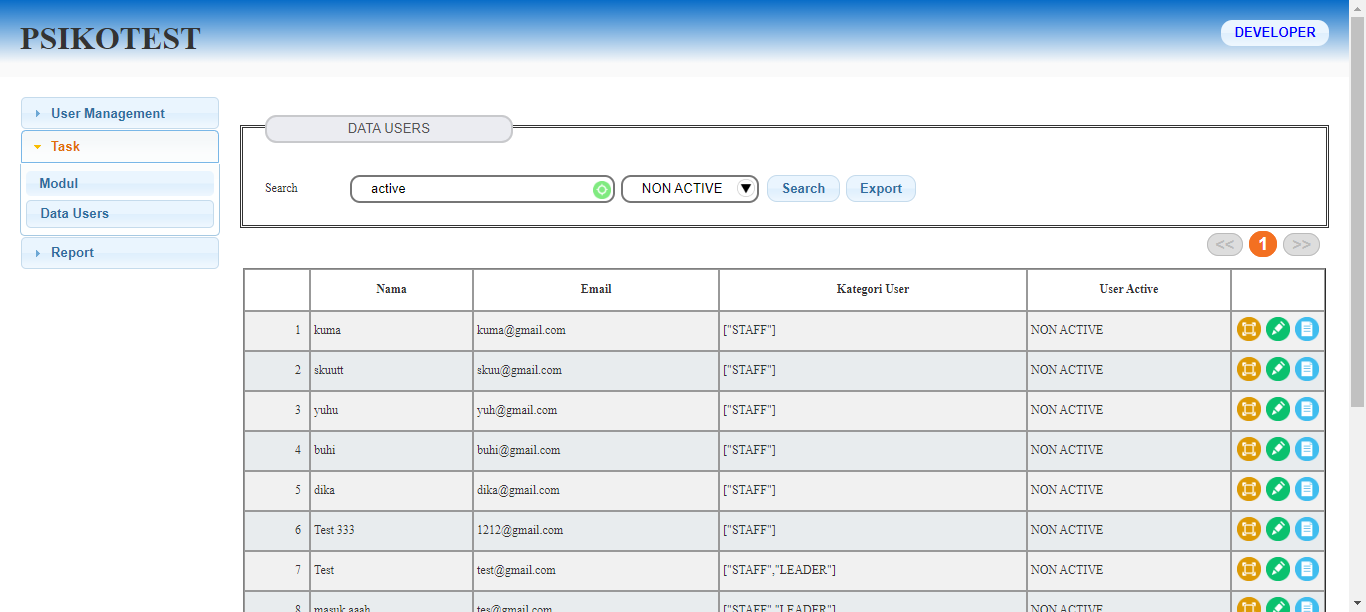 PSIKOTEST
DEVELOPER
User Management
Task
Modul
Data Users
Report
DATA USERS
Search active NON ACTIVE Search Export
<< 1 >>
Nama Email Kategori User User Active
1 kuma kuma@gmail.com ["STAFF"] NON ACTIVE
2 skuutt skuu@gmail.com ["STAFF"] NON ACTIVE
3 yuhu yuh@gmail.com ["STAFF"] NON ACTIVE
4 buhi buhi@gmail.com ["STAFF"] NON ACTIVE
5 dika dika@gmail.com ["STAFF"] NON ACTIVE
6 Test 333 1212@gmail.com ["STAFF"] NON ACTIVE
7 Test test@gmail.com ["STAFF","LEADER"] NON ACTIVE
8 masuk aaah tes@gmail.com ["STAFF","LEADER"] NON ACTIVE